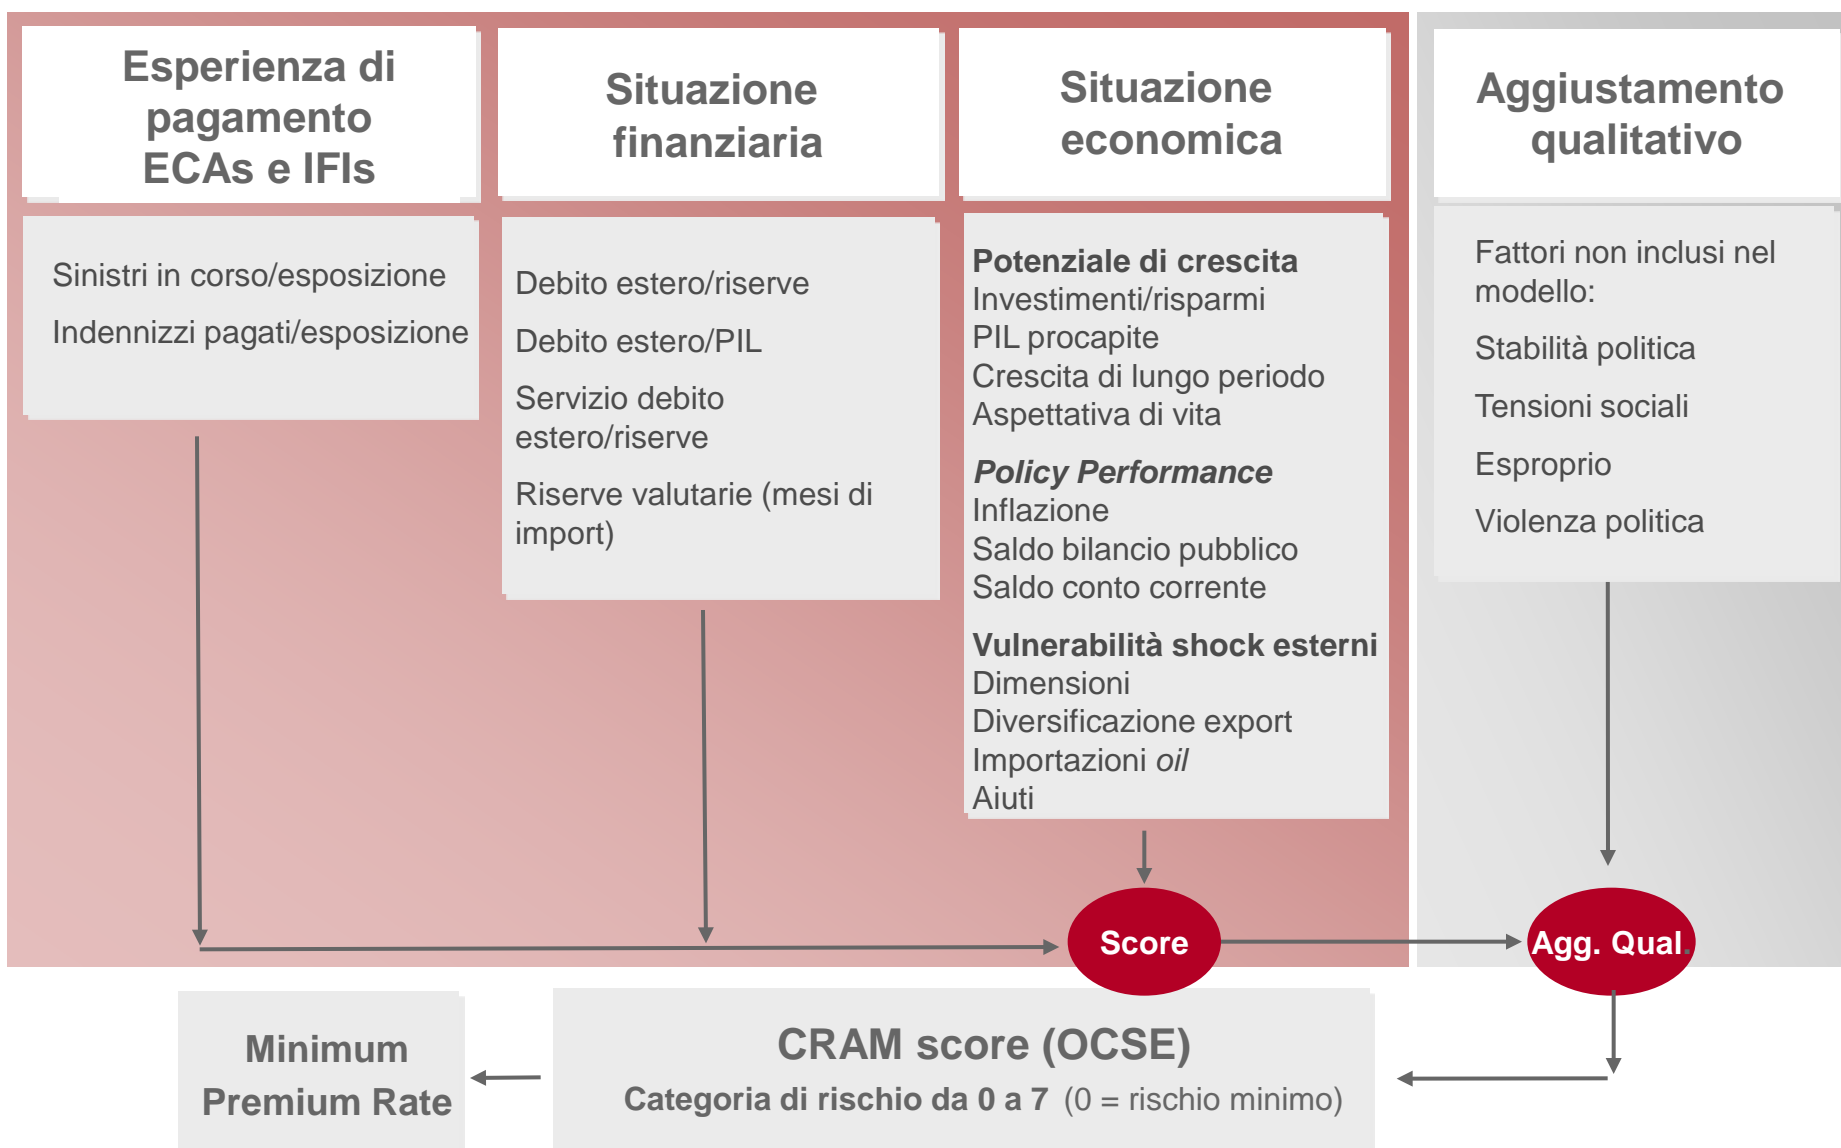 Esperienza di
pagamento
ECAs e IFIs
Sinistri in corso/esposizione
Indennizzi pagati/esposizione
Situazione
finanziaria
Debito estero/riserve
Debito estero/PIL
Servizio debito
estero/riserve
Riserve valutarie (mesi di
import)
Situazione
economica
Potenziale di crescita
Investimenti/risparmi
PIL procapite
Crescita di lungo periodo
Aspettativa di vita
Policy Performance
Inflazione
Saldo bilancio pubblico
Saldo conto corrente
Vulnerabilità shock esterni
Dimensioni
Diversificazione export
Importazioni oil
Aiuti
Aggiustamento
qualitativo
Fattori non inclusi nel
modello:
Stabilità politica
Tensioni sociali
Esproprio
Violenza politica
Score
Agg. Qual.
CRAM score (OCSE)
Categoria di rischio da 0 a 7 (0 = rischio minimo)
Minimum
Premium Rate